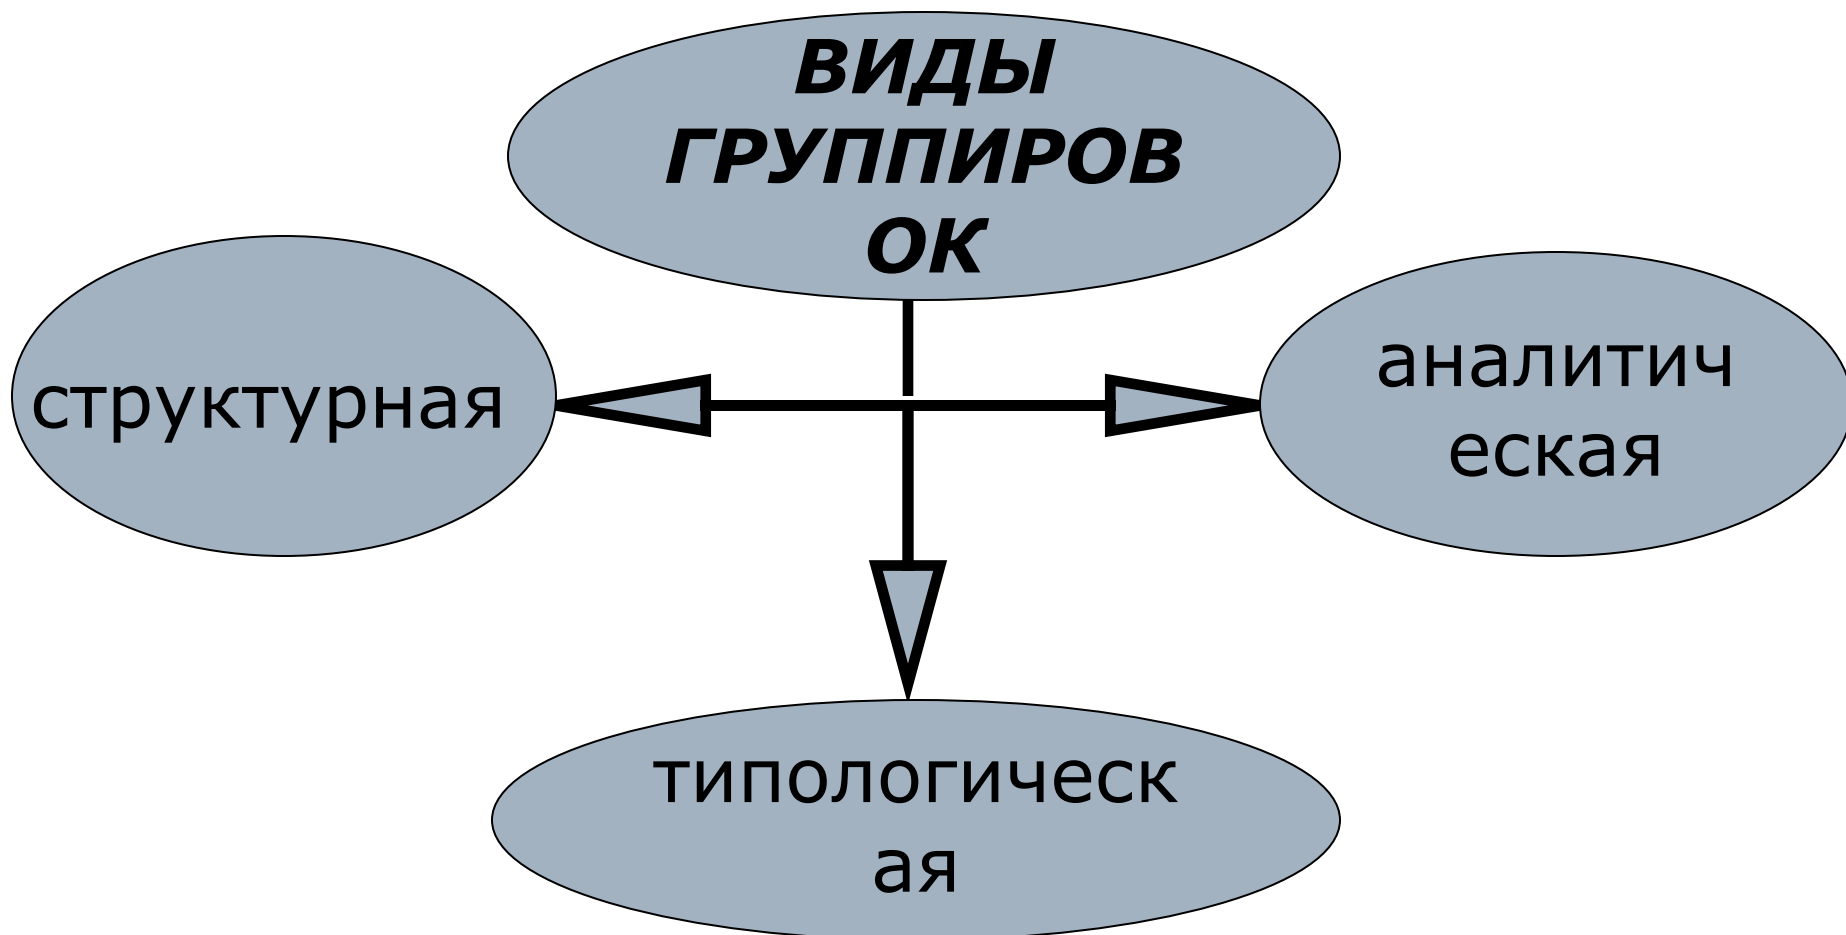 ВИДЫ
ГРУППИРОВ
ОК
структурная
аналитич
еская
типологическ
ая